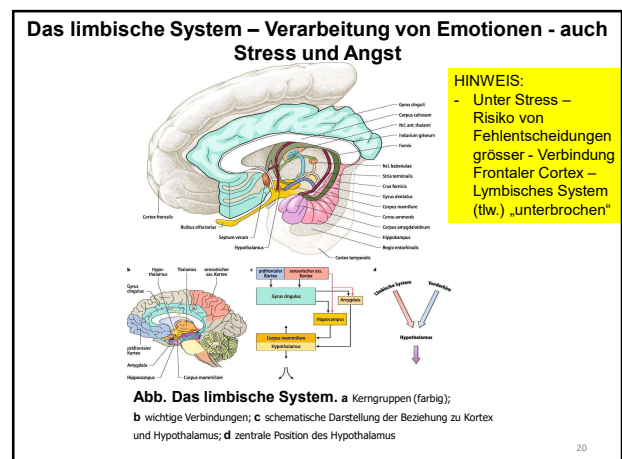 Das limbische System – Verarbeitung von Emotionen - auch
Stress und Angst
HINWEIS:
- Unter Stress –
Risiko von
Fehlentscheidungen
grösser - Verbindung
Frontaler Cortex –
Lymbisches System
(tlw.) „unterbrochen“
Gyrus cinguli
Corpus callosum
Ncl. ant. thalami
Indusium griseum
Fornix
Ncl. habenulae
Stria terminalis
Crus fornicis
Gyrus dentatus
Corpus mamillare
Cornu ammonis
Corpus amygdaloideum
Hippokampus
Regio entorhinalis
Cortex temporalis
Cortex frontalis
Bulbus olfactorius
Septum verum
Hypothalamus
b
Hypo-
thalamus
Thalamus
sensorischer
ass. Kortex
Gyrus
cingulus
präfrontaler
Kortex
Amygdala
Hippocampus
Corpus mamillare
c
präfrontaler
Kortex
sensorischer ass.
Kortex
Gyrus cingulus
Amygdala
Hippocampus
Corpus mamillare
Hypothalamus
d
Limbische System
Vorderhirn
Hypothalamus
Abb. Das limbische System. a Kerngruppen (farbig);
b wichtige Verbindungen; c schematische Darstellung der Beziehung zu Kortex
und Hypothalamus; d zentrale Position des Hypothalamus
20